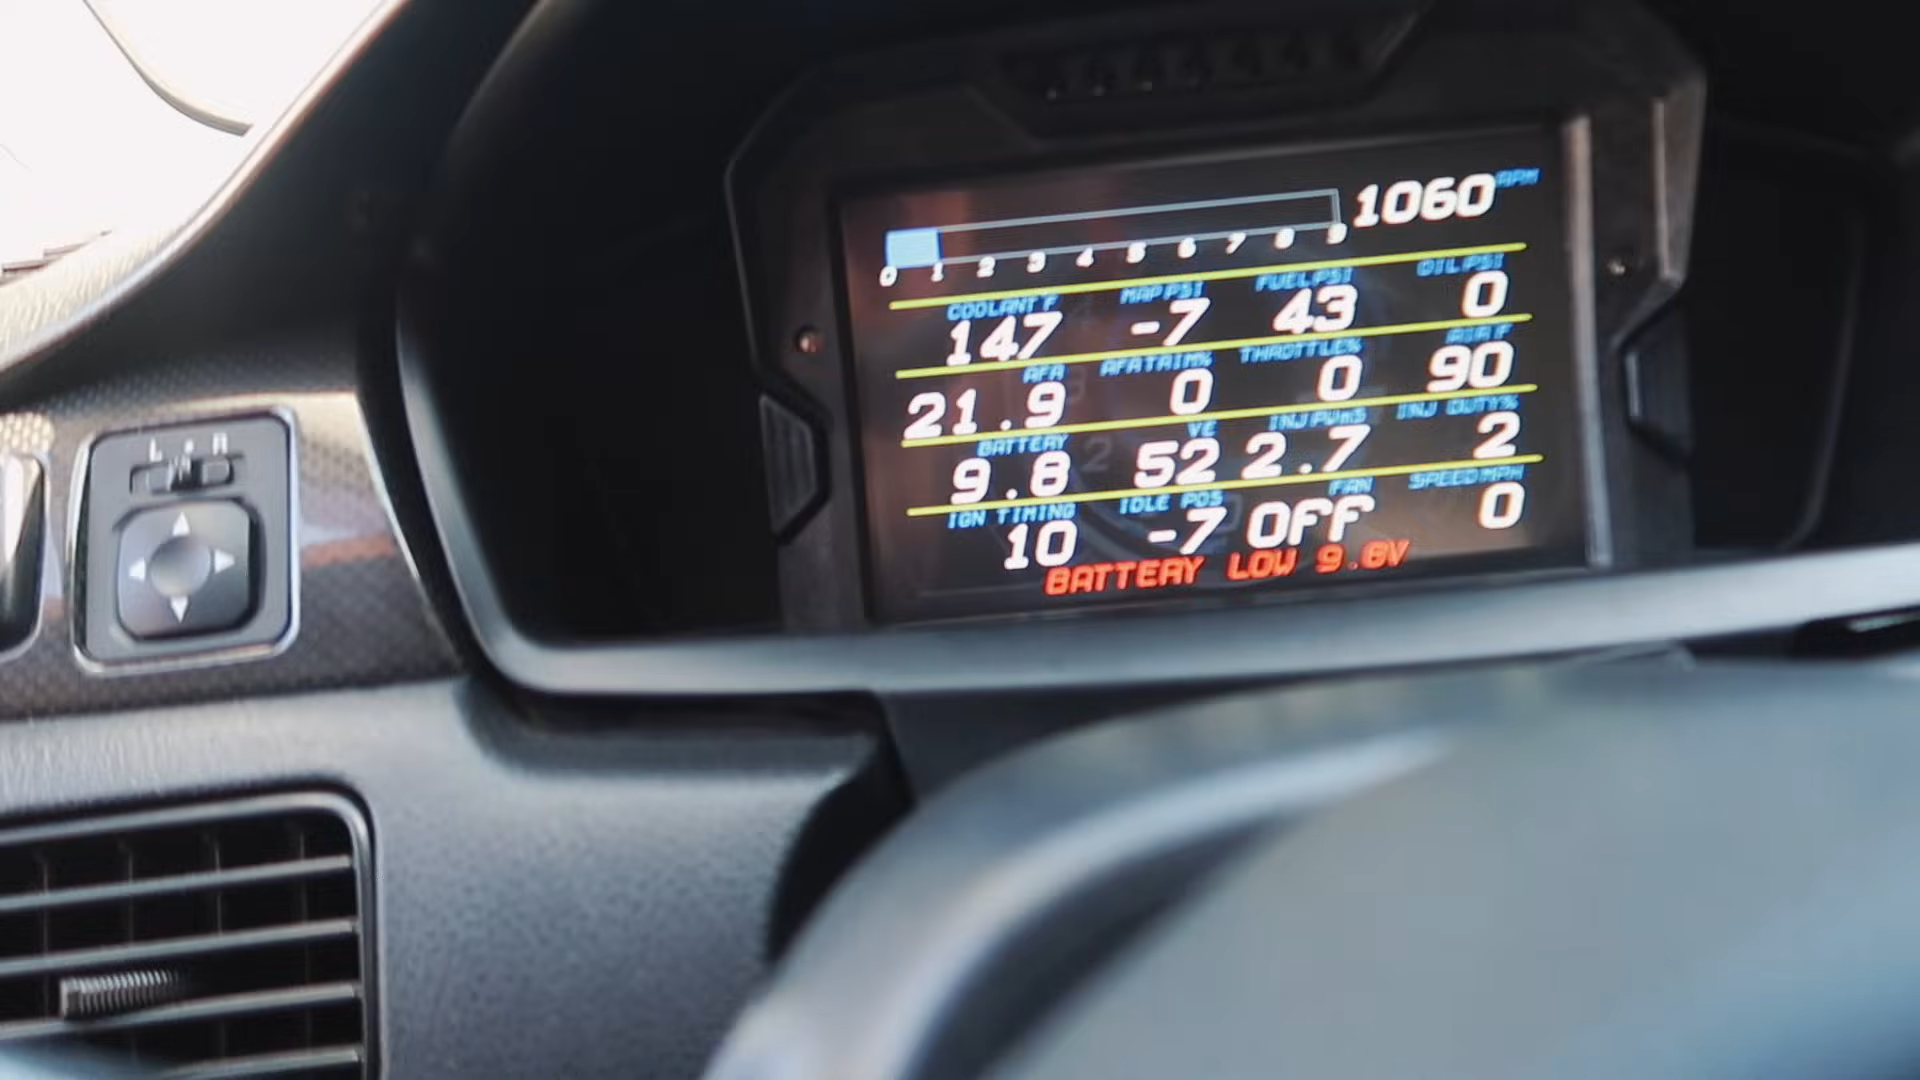 1060 RPM
0 1 2 3 4 5 6 7 8 9
COOLANT F MAP PSI FUEL PSI OIL PSI
147 -7 43 0
AFR AFR TRIM% THROTTLE% AIR F
21.9 0 0 90
BATTERY VE INJ PWmS INJ DUTY%
9.8 52 2.7 2
IGN TIMING IDLE POS FAN SPEED MPH
10 -7 OFF 0
BATTERY LOW 9.8V
L R